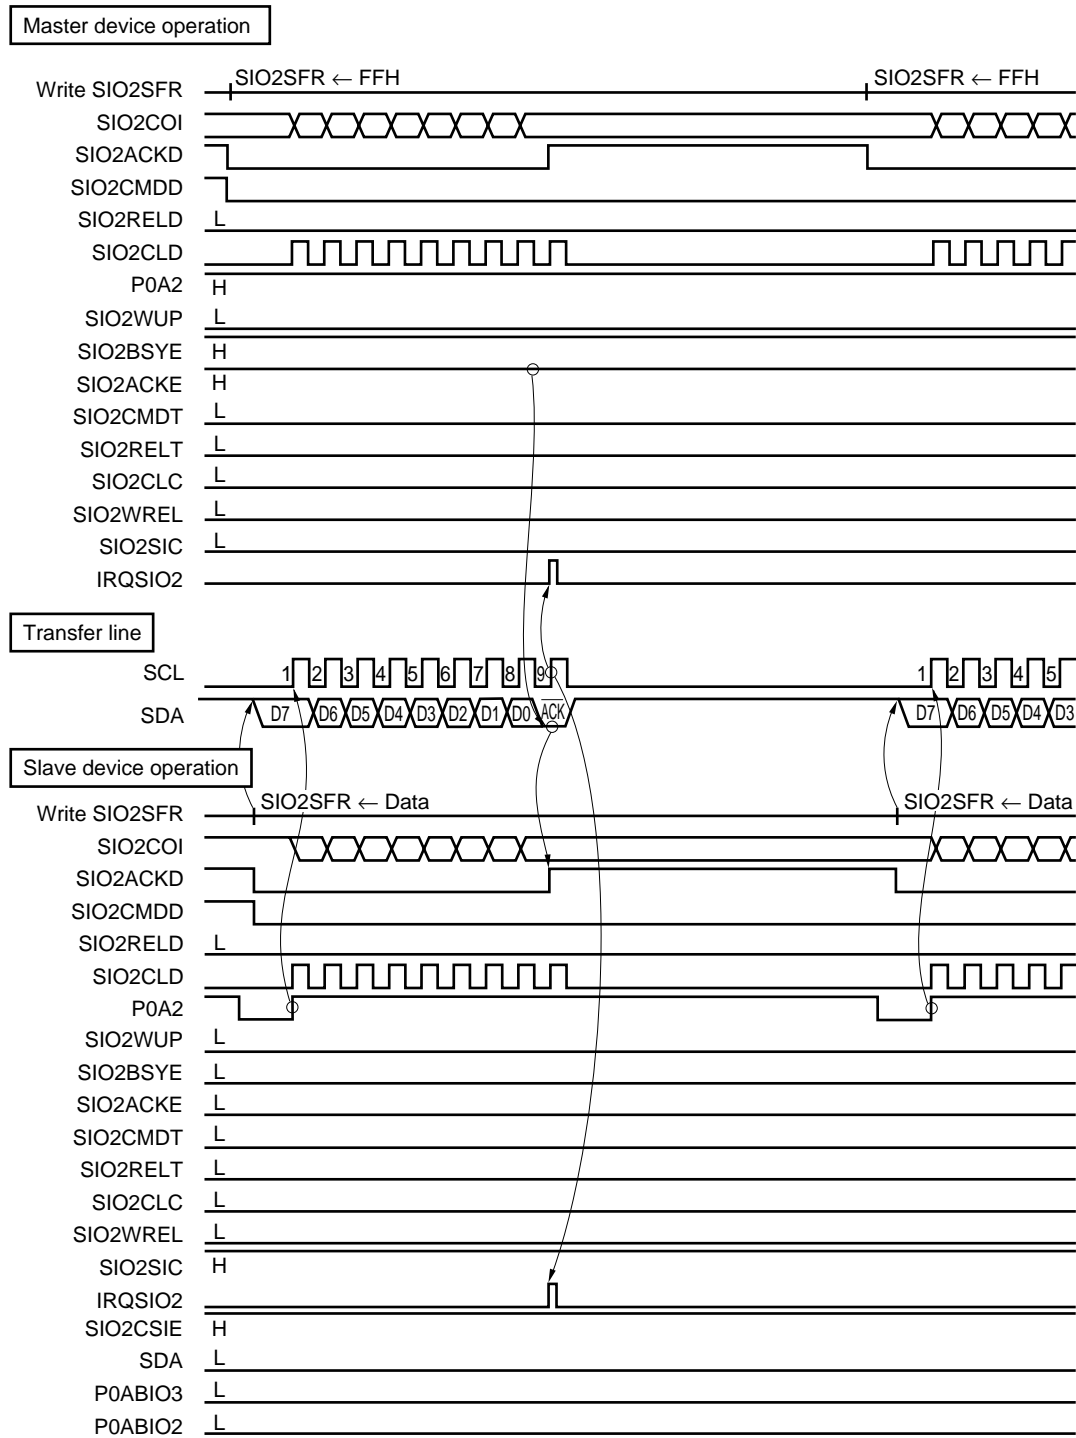 Master device operation
Write SIO2SFR SIO2SFR ← FFH SIO2SFR ← FFH
SIO2COI
SIO2ACKD
SIO2CMDD
SIO2RELD L
SIO2CLD
P0A2 H
SIO2WUP L
SIO2BSYE H
SIO2ACKE H
SIO2CMDT L
SIO2RELT L
SIO2CLC L
SIO2WREL L
SIO2SIC L
IRQSIO2
Transfer line
SCL 1 2 3 4 5 6 7 8 9 1 2 3 4 5
SDA D7 D6 D5 D4 D3 D2 D1 D0 ACK D7 D6 D5 D4 D3
Slave device operation
Write SIO2SFR SIO2SFR ← Data SIO2SFR ← Data
SIO2COI
SIO2ACKD
SIO2CMDD
SIO2RELD L
SIO2CLD
P0A2
SIO2WUP L
SIO2BSYE L
SIO2ACKE L
SIO2CMDT L
SIO2RELT L
SIO2CLC L
SIO2WREL L
SIO2SIC H
IRQSIO2
SIO2CSIE H
SDA L
P0ABIO3 L
P0ABIO2 L